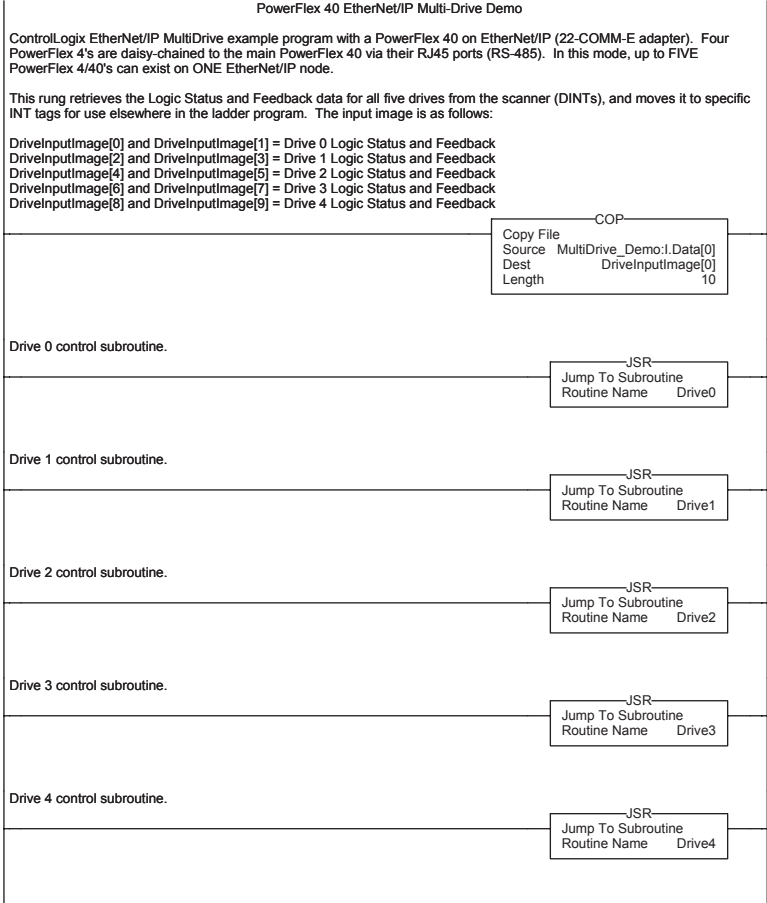 PowerFlex 40 EtherNet/IP Multi-Drive Demo
ControlLogix EtherNet/IP MultiDrive example program with a PowerFlex 40 on EtherNet/IP (22-COMM-E adapter). Four
PowerFlex 4's are daisy-chained to the main PowerFlex 40 via their RJ45 ports (RS-485). In this mode, up to FIVE
PowerFlex 4/40's can exist on ONE EtherNet/IP node.
This rung retrieves the Logic Status and Feedback data for all five drives from the scanner (DINTs), and moves it to specific
INT tags for use elsewhere in the ladder program. The input image is as follows:
DriveInputImage[0] and DriveInputImage[1] = Drive 0 Logic Status and Feedback
DriveInputImage[2] and DriveInputImage[3] = Drive 1 Logic Status and Feedback
DriveInputImage[4] and DriveInputImage[5] = Drive 2 Logic Status and Feedback
DriveInputImage[6] and DriveInputImage[7] = Drive 3 Logic Status and Feedback
DriveInputImage[8] and DriveInputImage[9] = Drive 4 Logic Status and Feedback
COP
Copy File
Source MultiDrive_Demo:I.Data[0]
Dest DriveInputImage[0]
Length 10
Drive 0 control subroutine.
JSR
Jump To Subroutine
Routine Name Drive0
Drive 1 control subroutine.
JSR
Jump To Subroutine
Routine Name Drive1
Drive 2 control subroutine.
JSR
Jump To Subroutine
Routine Name Drive2
Drive 3 control subroutine.
JSR
Jump To Subroutine
Routine Name Drive3
Drive 4 control subroutine.
JSR
Jump To Subroutine
Routine Name Drive4